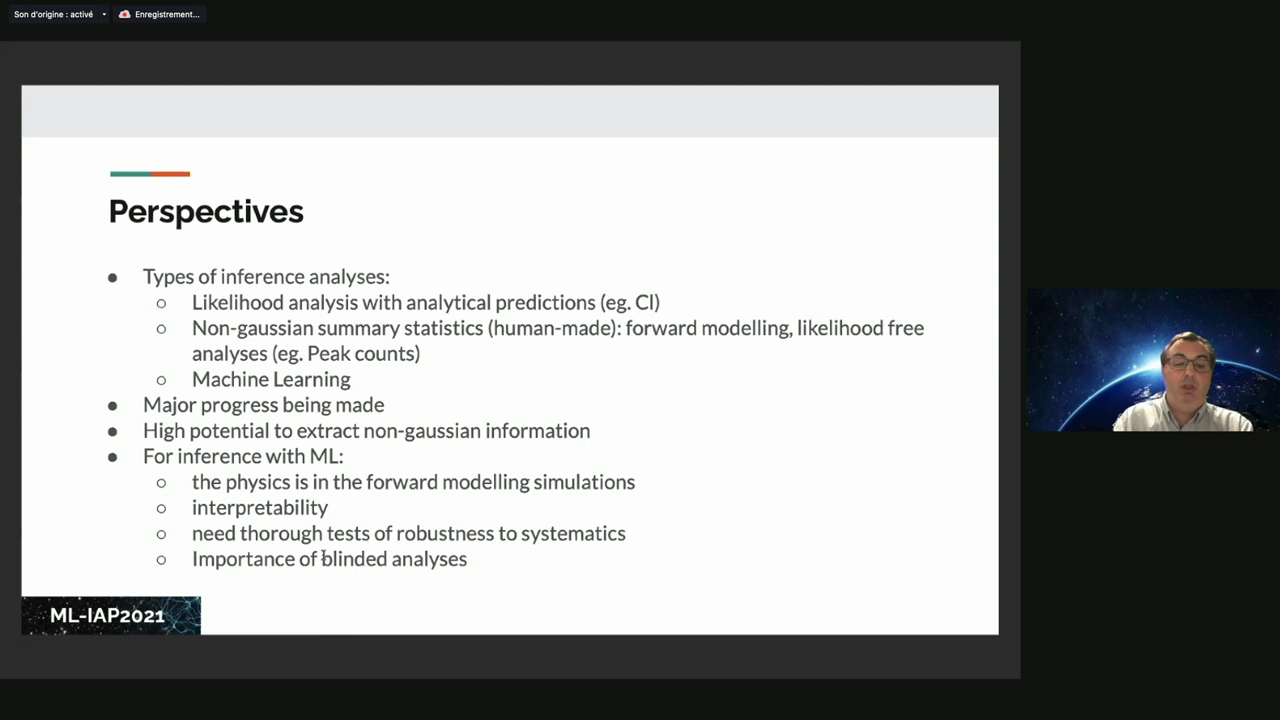 Son d'origine : activé
Enregistrement...
Perspectives
● Types of inference analyses:
○ Likelihood analysis with analytical predictions (eg. Cl)
○ Non-gaussian summary statistics (human-made): forward modelling, likelihood free
analyses (eg. Peak counts)
○ Machine Learning
● Major progress being made
● High potential to extract non-gaussian information
● For inference with ML:
○ the physics is in the forward modelling simulations
○ interpretability
○ need thorough tests of robustness to systematics
○ Importance of blinded analyses
ML-IAP2021